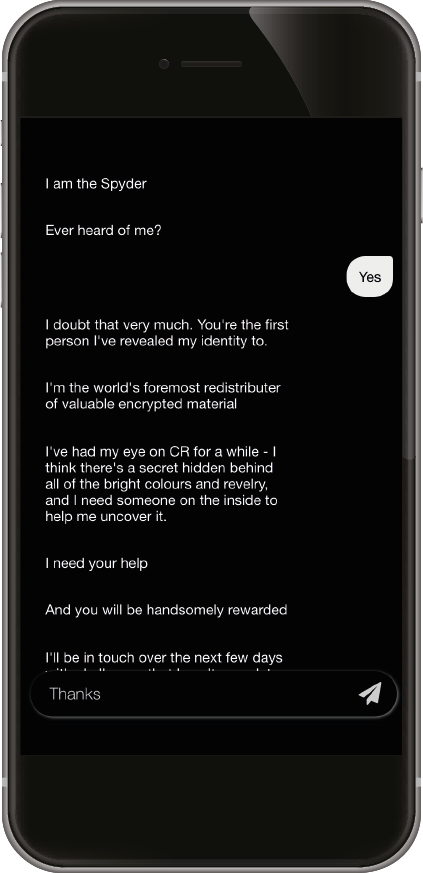 I am the Spyder
Ever heard of me?
Yes
I doubt that very much. You're the first
person I've revealed my identity to.
I'm the world's foremost redistributer
of valuable encrypted material
I've had my eye on CR for a while - I
think there's a secret hidden behind
all of the bright colours and revelry,
and I need someone on the inside to
help me uncover it.
I need your help
And you will be handsomely rewarded
I'll be in touch over the next few days
Thanks